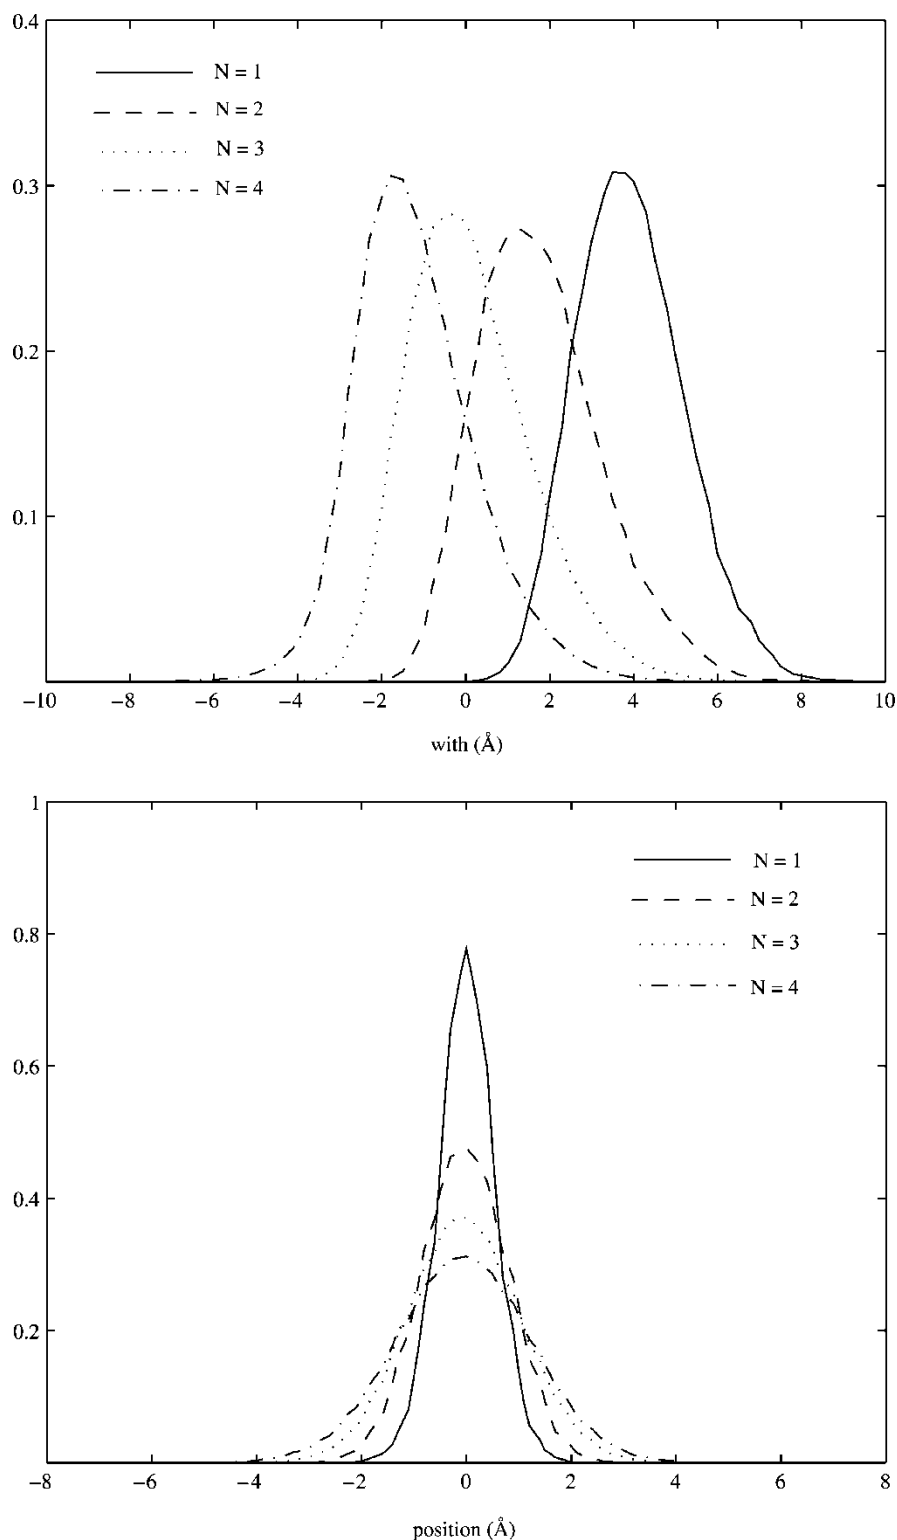 0.4
N = 1
N = 2
N = 3
N = 4
0.3
0.2
0.1
−10 −8 −6 −4 −2 0 2 4 6 8 10
with (Å)
1
N = 1
N = 2
N = 3
N = 4
0.8
0.6
0.4
0.2
−8 −6 −4 −2 0 2 4 6 8
position (Å)